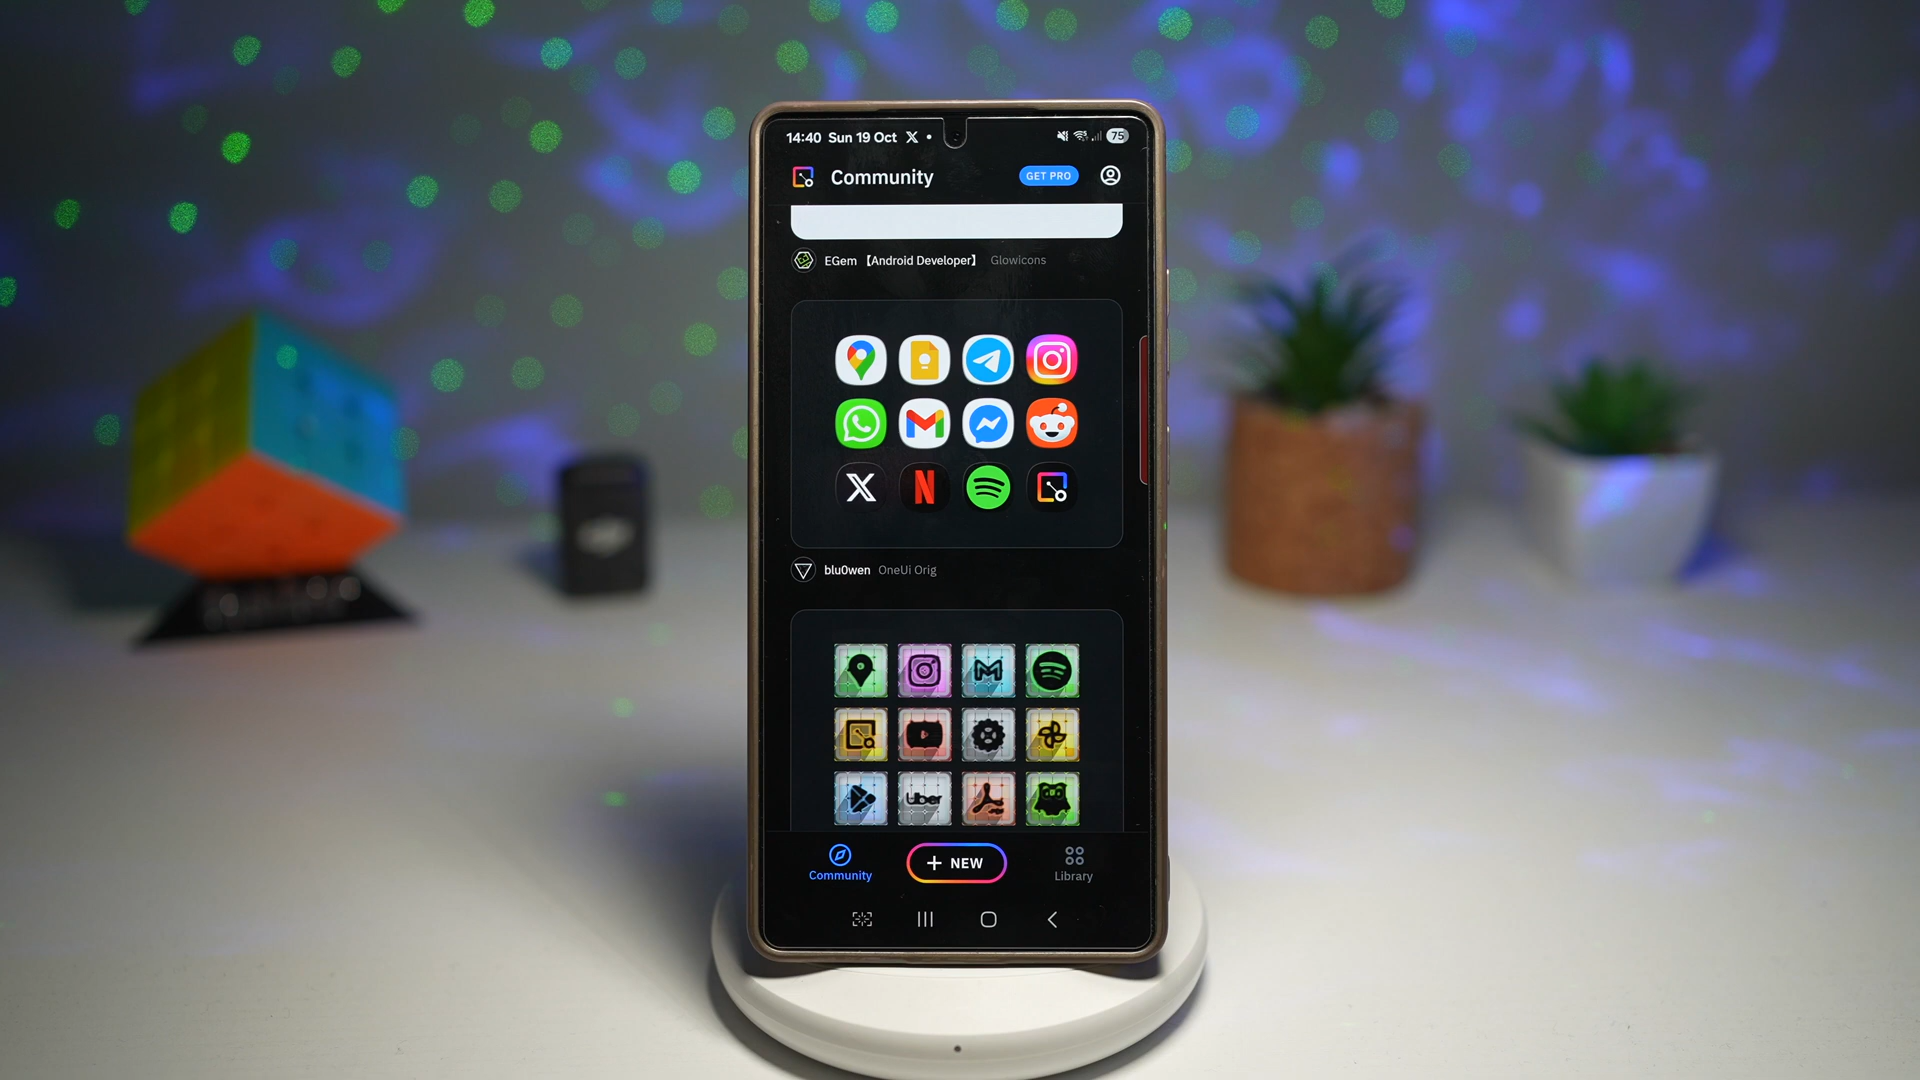 14:40 Sun 19 Oct X • 75
Community GET PRO
EGem 【Android Developer】 Glowicons
X N
blu0wen OneUi Orig
Uber
+ NEW
Community Library